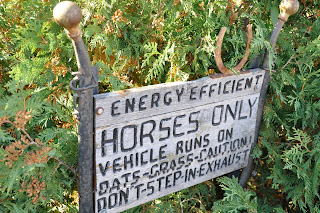 ENERGY EFFICIENT
HORSES ONLY
VEHICLE RUNS ON
OATS-GRASS-CAUTION
DON'T-STEP-IN-EXHAUST